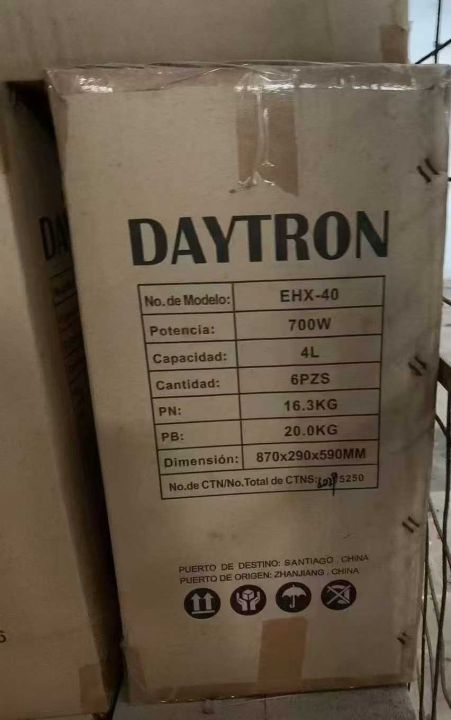 DAYTRON
No. de Modelo: EHX-40
Potencia: 700W
Capacidad: 4L
Cantidad: 6PZS
PN: 16.3KG
PB: 20.0KG
Dimensión: 870x290x590MM
No. de CTN/No. Total de CTNS: 5250
PUERTO DE DESTINO: SANTIAGO , CHINA
PUERTO DE ORIGEN: ZHANJIANG , CHINA